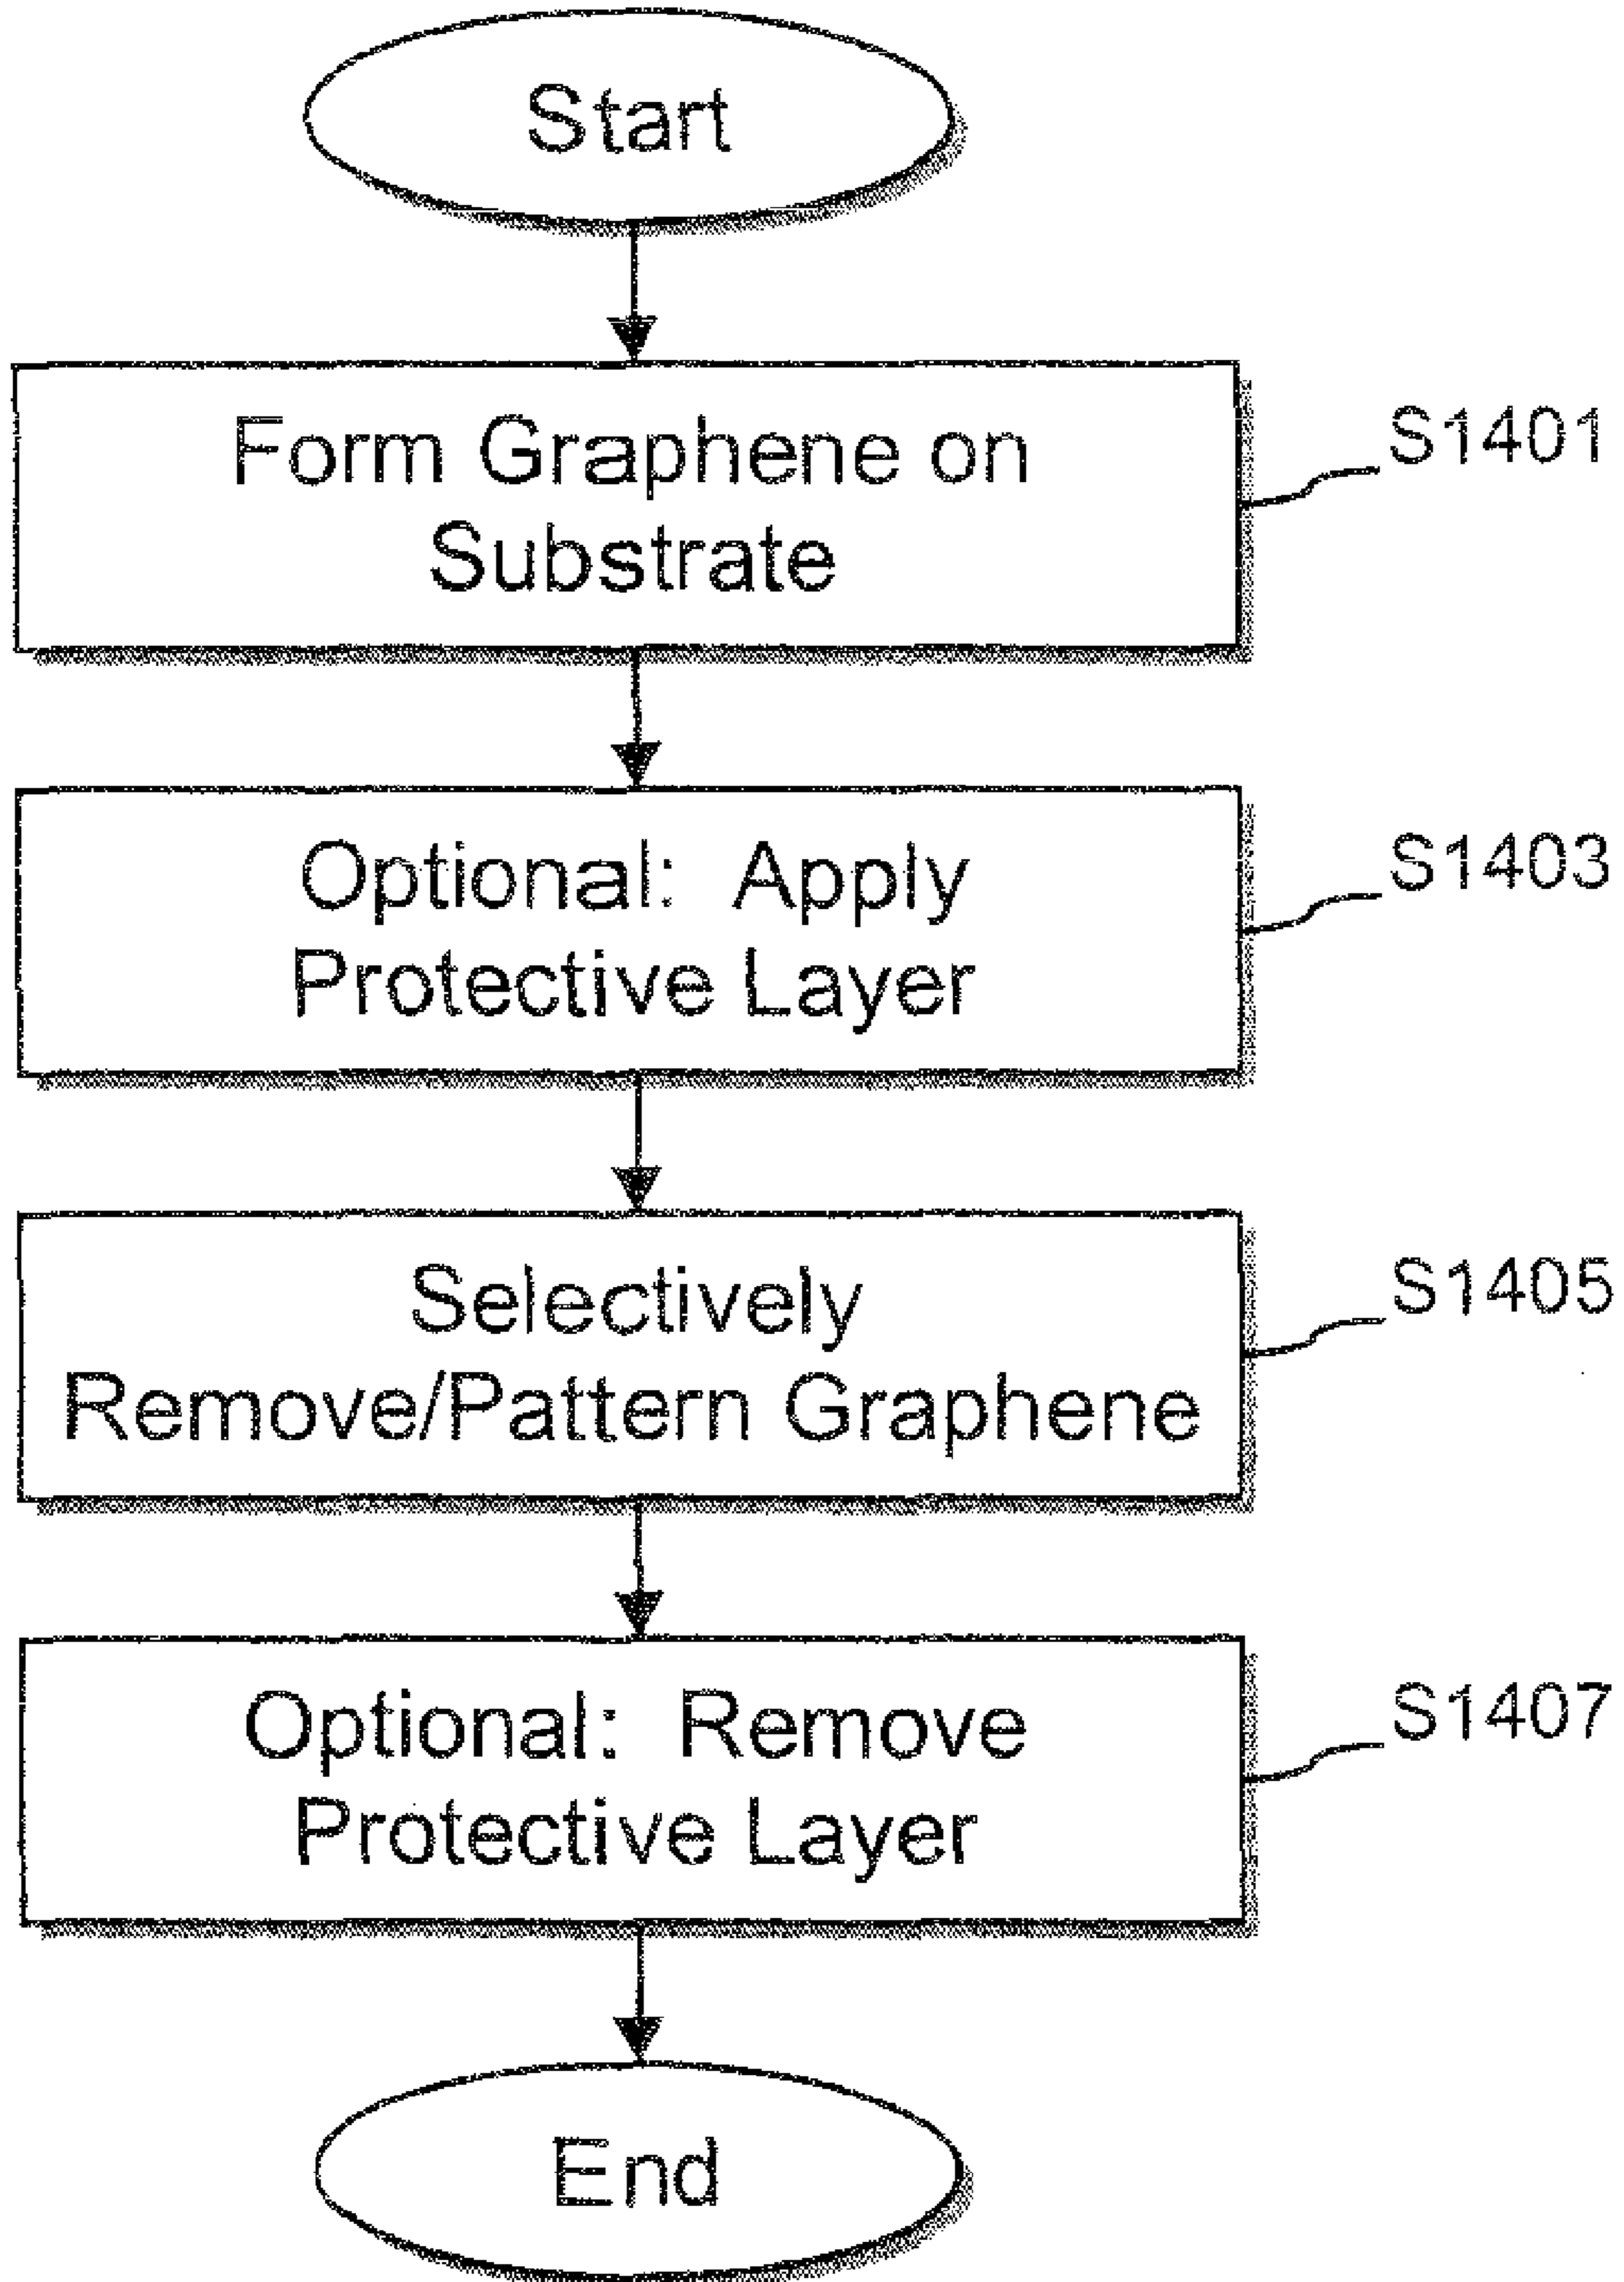 Start
Form Graphene on
Substrate
S1401
Optional: Apply
Protective Layer
S1403
Selectively
Remove/Pattern Graphene
S1405
Optional: Remove
Protective Layer
S1407
End